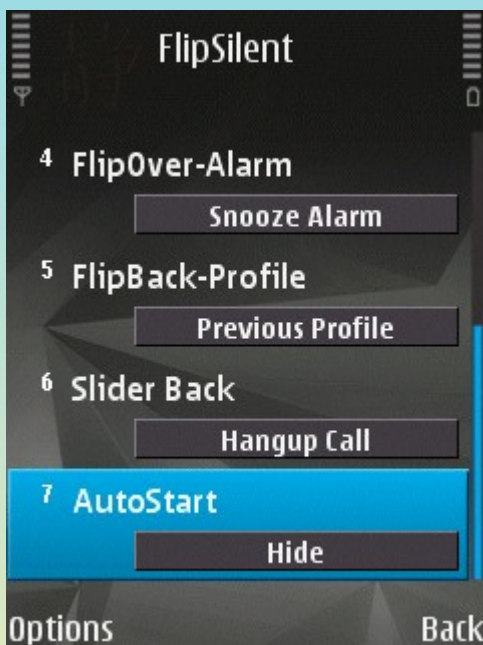 FlipSilent
4 FlipOver-Alarm
Snooze Alarm
5 FlipBack-Profile
Previous Profile
6 Slider Back
Hangup Call
7 AutoStart
Hide
Options Back